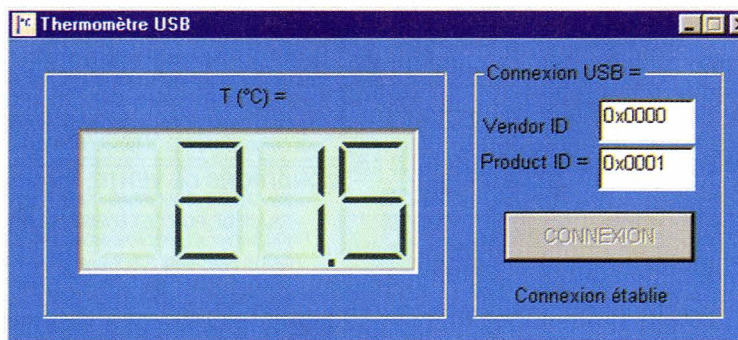 °C Thermomètre USB
T (°C) =
21.5
Connexion USB =
Vendor ID
0x0000
Product ID =
0x0001
CONNEXION
Connexion établie